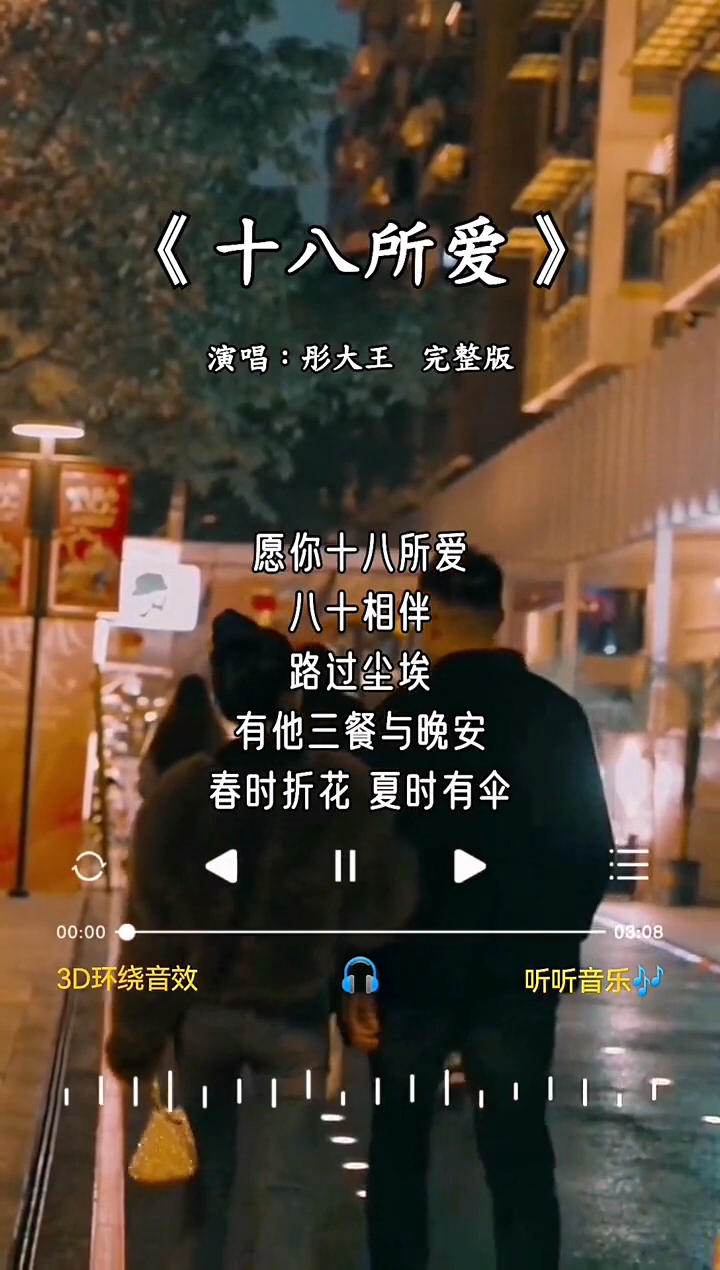 《十八所爱》
演唱：彤大王 完整版
愿你十八所爱
八十相伴
路过尘埃
有他三餐与晚安
春时折花 夏时有伞
00:00 03:08
3D环绕音效 听听音乐